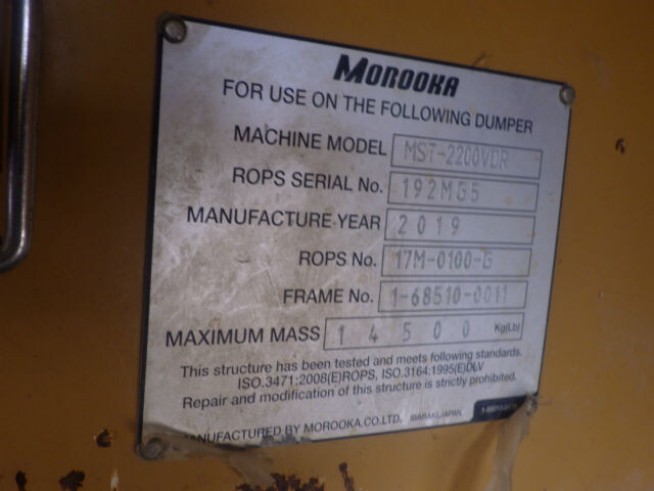 MOROOKA
FOR USE ON THE FOLLOWING DUMPER
MACHINE MODEL MST-2200VDR
ROPS SERIAL No. 192MG5
MANUFACTURE YEAR 2019
ROPS No. 17M-0100-G
FRAME No. 1-68510-0011
MAXIMUM MASS 14500 Kg(Lb)
This structure has been tested and meets following standards.
ISO.3471:2008(E)ROPS, ISO.3164:1995(E)DLV
Repair and modification of this structure is strictly prohibited.
MANUFACTURED BY MOROOKA.CO.LTD. IBARAKI,JAPAN